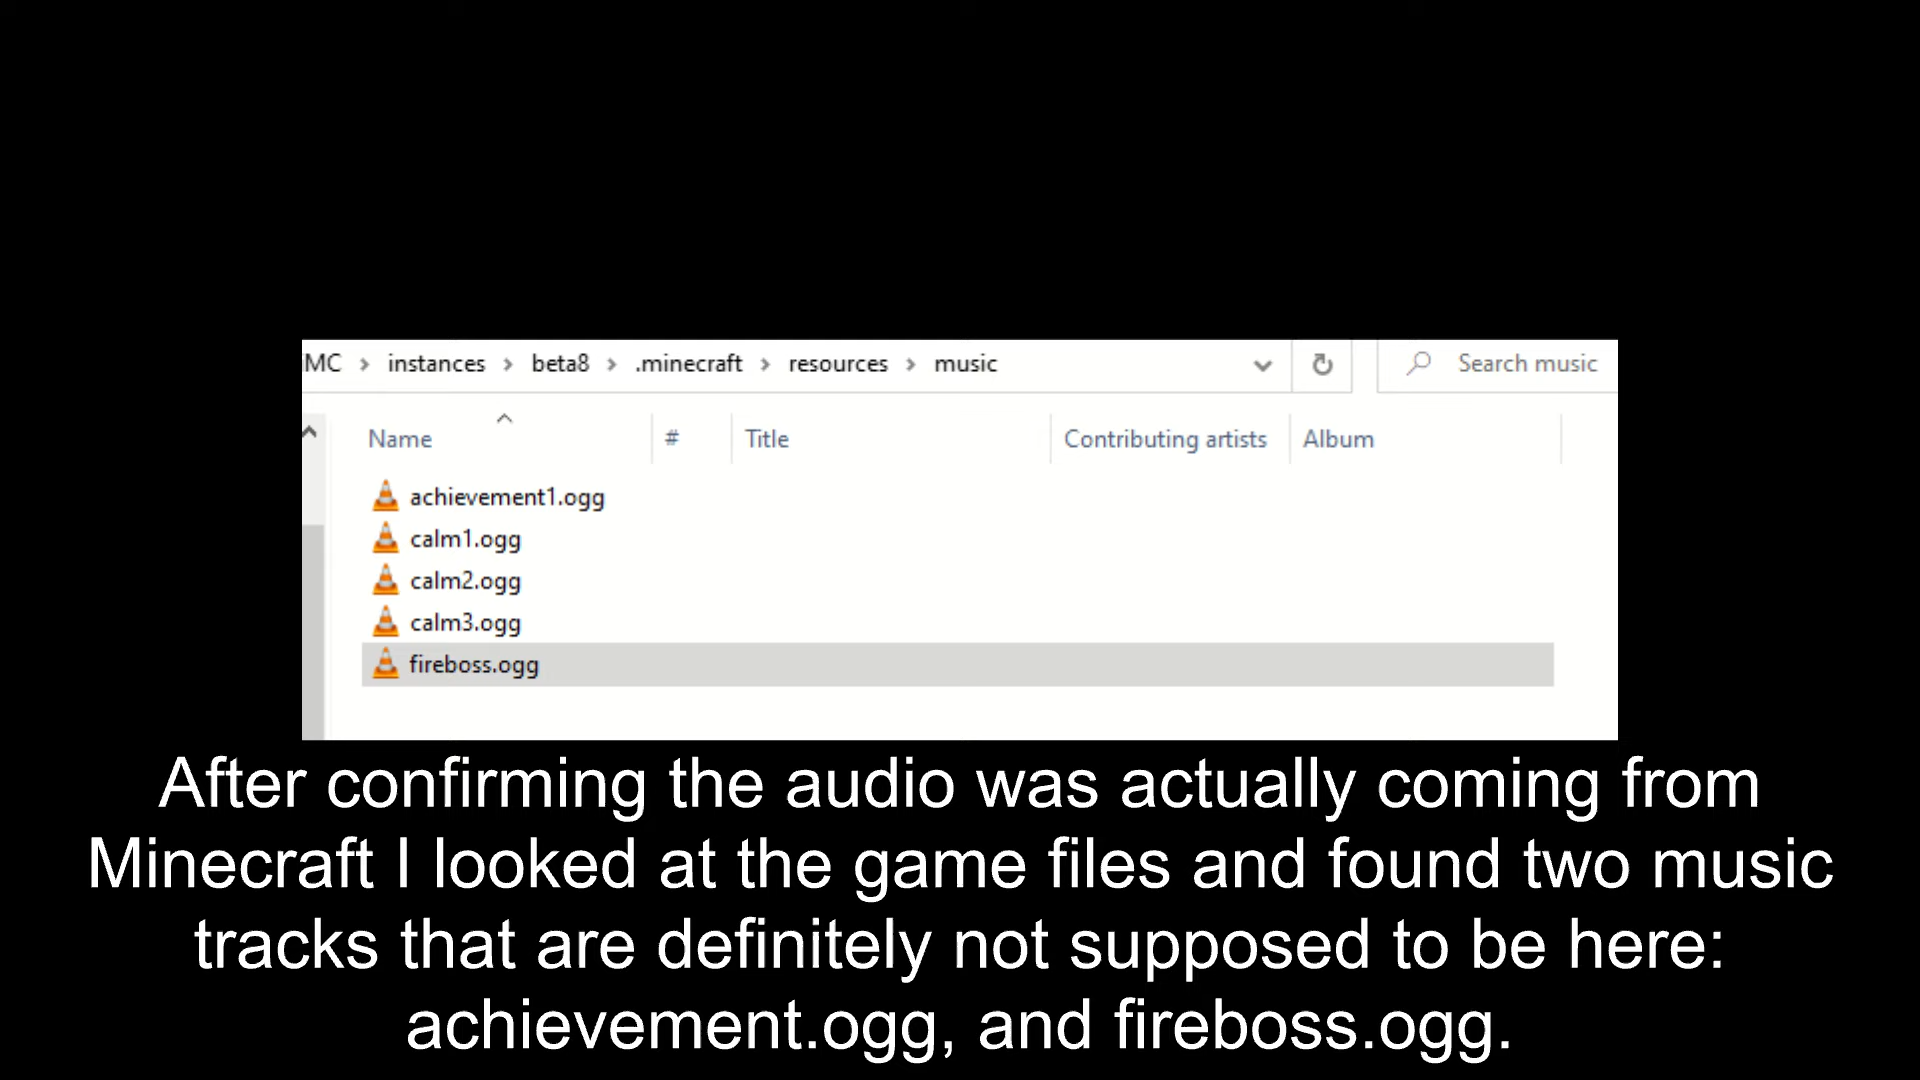 MC > instances > beta8 > .minecraft > resources > music Search music
Name # Title Contributing artists Album
achievement1.ogg
calm1.ogg
calm2.ogg
calm3.ogg
fireboss.ogg
After confirming the audio was actually coming from
Minecraft I looked at the game files and found two music
tracks that are definitely not supposed to be here:
achievement.ogg, and fireboss.ogg.